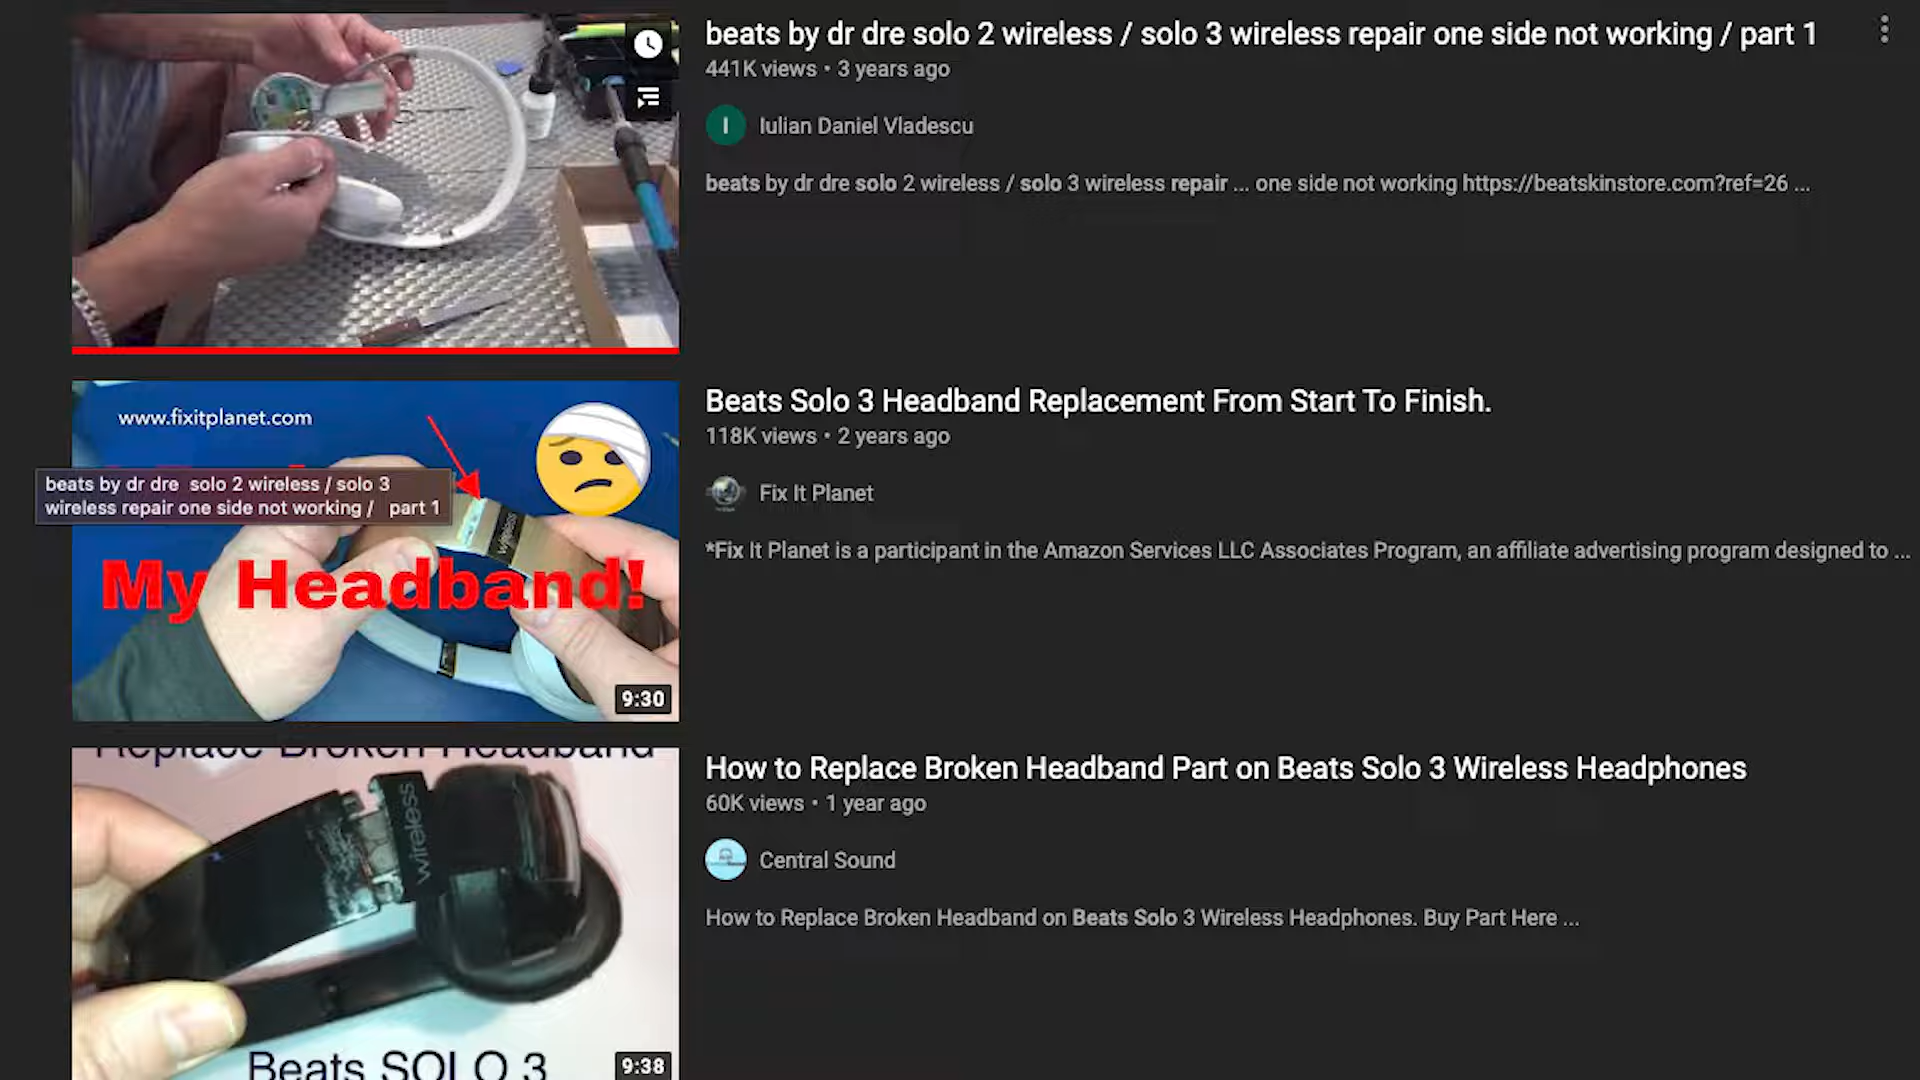 beats by dr dre solo 2 wireless / solo 3 wireless repair one side not working / part 1
441K views • 3 years ago
I
Iulian Daniel Vladescu
beats by dr dre solo 2 wireless / solo 3 wireless repair ... one side not working https://beatskinstore.com?ref=26 ...
www.fixitplanet.com
beats by dr dre solo 2 wireless / solo 3
wireless repair one side not working / part 1
wireless
My Headband!
9:30
Beats Solo 3 Headband Replacement From Start To Finish.
118K views • 2 years ago
Fix It Planet
*Fix It Planet is a participant in the Amazon Services LLC Associates Program, an affiliate advertising program designed to ...
Replace Broken Headband
wireless
Beats SOLO 3
9:38
How to Replace Broken Headband Part on Beats Solo 3 Wireless Headphones
60K views • 1 year ago
Central Sound
How to Replace Broken Headband on Beats Solo 3 Wireless Headphones. Buy Part Here ...